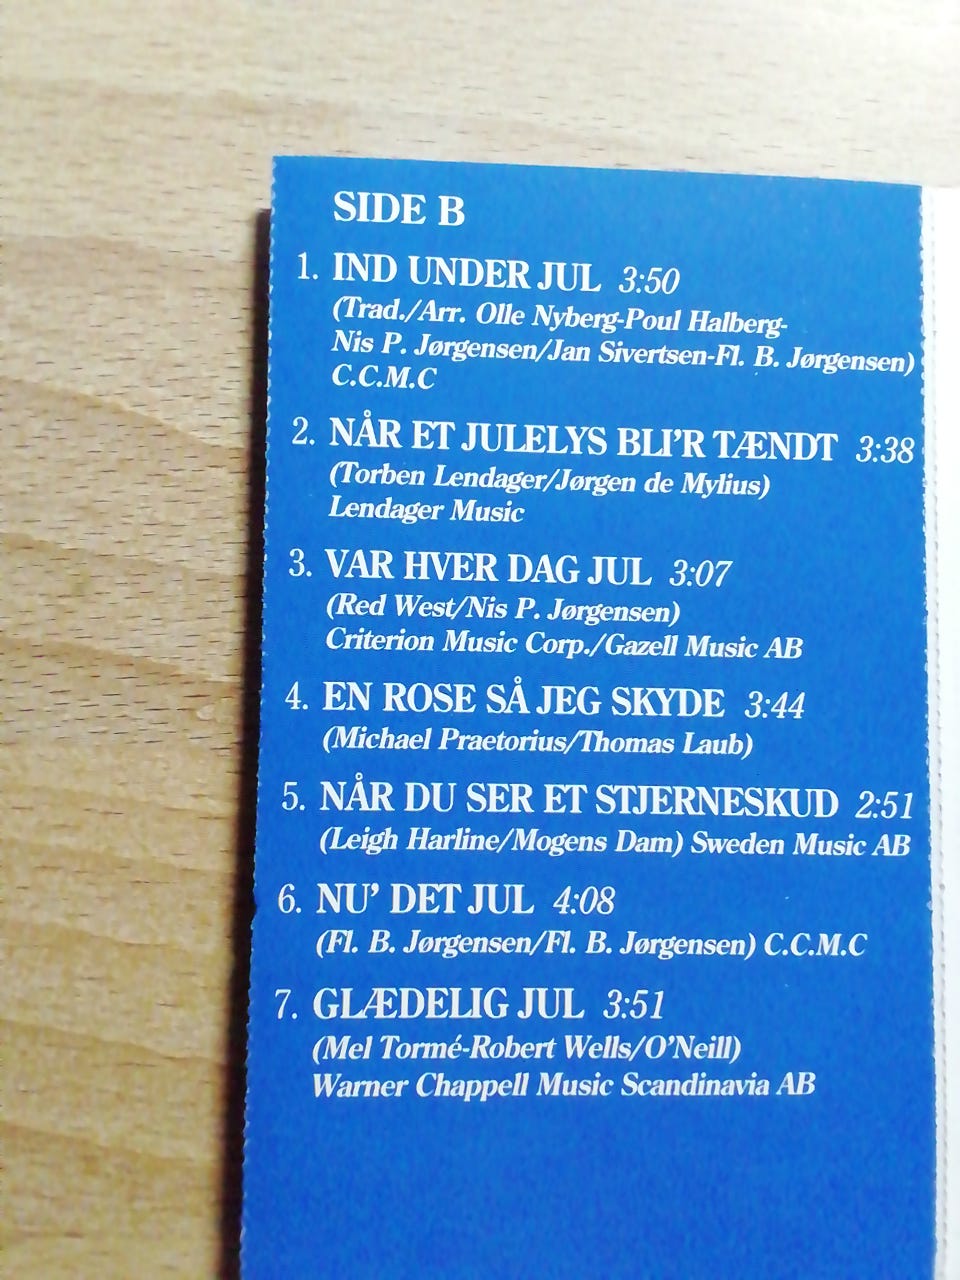 SIDE B
1. IND UNDER JUL 3:50
(Trad./Arr. Olle Nyberg-Poul Halberg-
Nis P. Jørgensen/Jan Sivertsen-Fl. B. Jørgensen)
C.C.M.C
2. NÅR ET JULELYS BLI'R TÆNDT 3:38
(Torben Lendager/Jørgen de Mylius)
Lendager Music
3. VAR HVER DAG JUL 3:07
(Red West/Nis P. Jørgensen)
Criterion Music Corp./Gazell Music AB
4. EN ROSE SÅ JEG SKYDE 3:44
(Michael Praetorius/Thomas Laub)
5. NÅR DU SER ET STJERNESKUD 2:51
(Leigh Harline/Mogens Dam) Sweden Music AB
6. NU' DET JUL 4:08
(Fl. B. Jørgensen/Fl. B. Jørgensen) C.C.M.C
7. GLÆDELIG JUL 3:51
(Mel Tormé-Robert Wells/O'Neill)
Warner Chappell Music Scandinavia AB